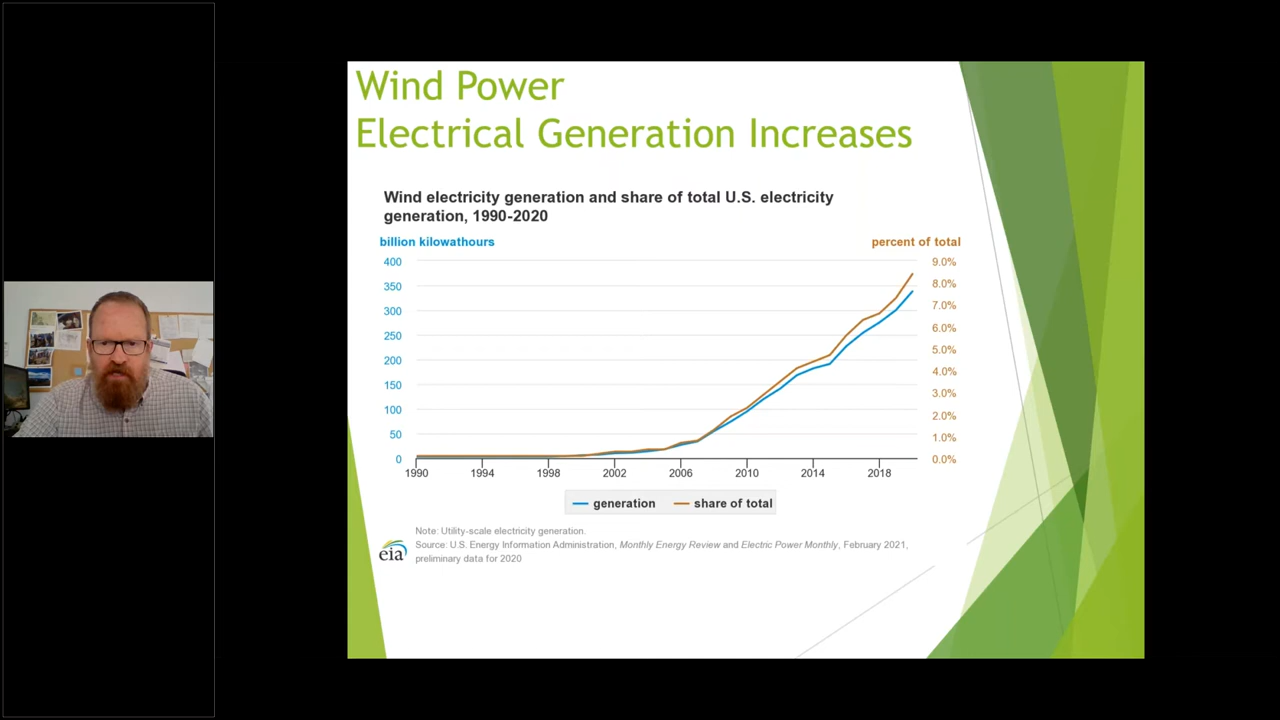 Wind Power
Electrical Generation Increases
Wind electricity generation and share of total U.S. electricity
generation, 1990-2020
billion kilowathours
percent of total
400
350
300
250
200
150
100
50
0
9.0%
8.0%
7.0%
6.0%
5.0%
4.0%
3.0%
2.0%
1.0%
0.0%
1990 1994 1998 2002 2006 2010 2014 2018
generation share of total
Note: Utility-scale electricity generation.
eia
Source: U.S. Energy Information Administration, Monthly Energy Review and Electric Power Monthly, February 2021,
preliminary data for 2020